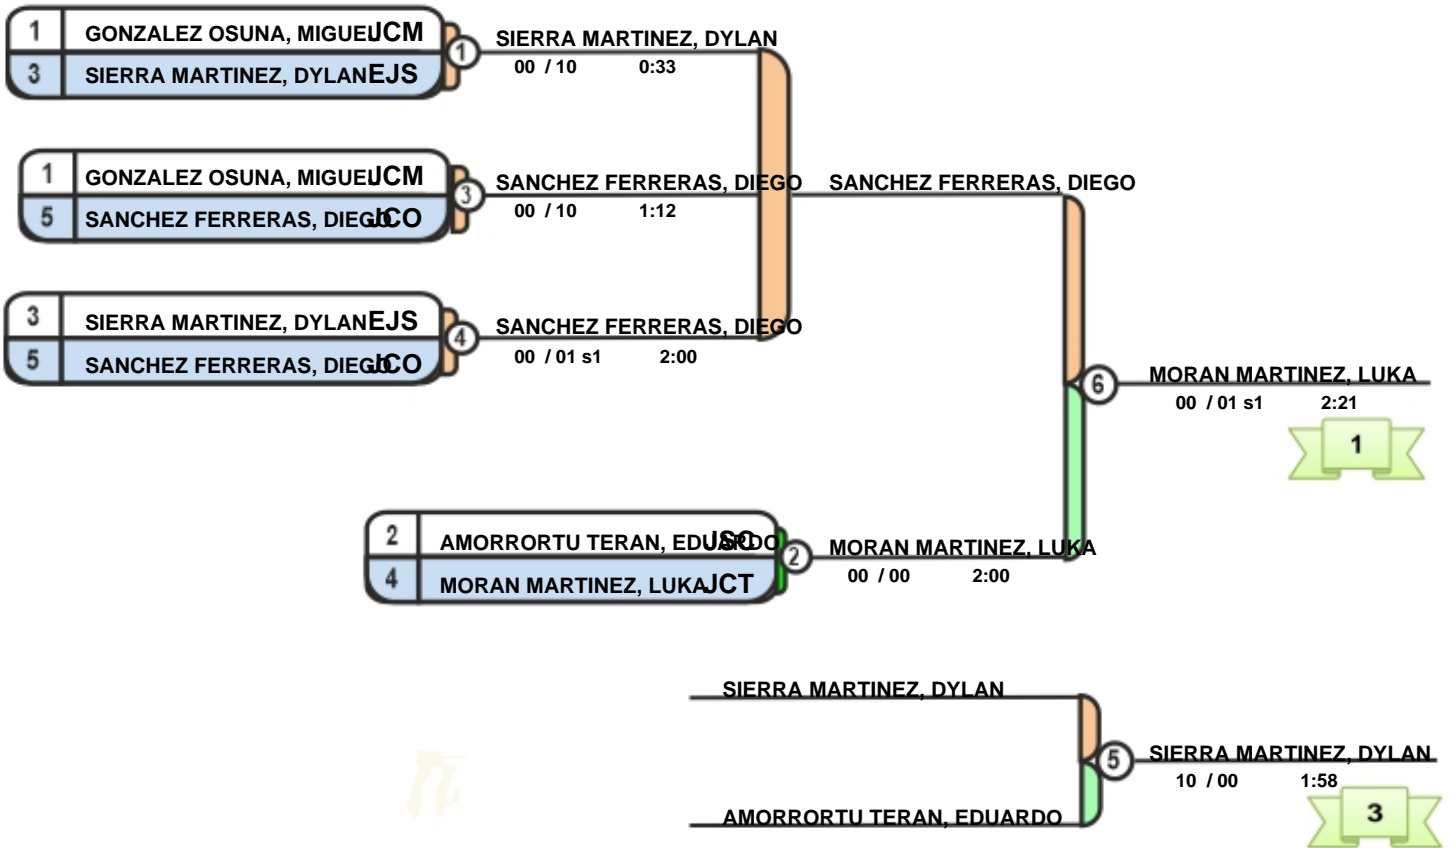 1 GONZALEZ OSUNA, MIGUEL JCM
3 SIERRA MARTINEZ, DYLAN EJS
1 SIERRA MARTINEZ, DYLAN
00 / 10 0:33
1 GONZALEZ OSUNA, MIGUEL JCM
5 SANCHEZ FERRERAS, DIEGO JCO
3 SANCHEZ FERRERAS, DIEGO
00 / 10 1:12
SANCHEZ FERRERAS, DIEGO
3 SIERRA MARTINEZ, DYLAN EJS
5 SANCHEZ FERRERAS, DIEGO JCO
4 SANCHEZ FERRERAS, DIEGO
00 / 01 s1 2:00
6 MORAN MARTINEZ, LUKA
00 / 01 s1 2:21
1
2 AMORRORTU TERAN, EDUARDO JSC
4 MORAN MARTINEZ, LUKA JCT
2 MORAN MARTINEZ, LUKA
00 / 00 2:00
SIERRA MARTINEZ, DYLAN
5 SIERRA MARTINEZ, DYLAN
10 / 00 1:58
3
AMORRORTU TERAN, EDUARDO